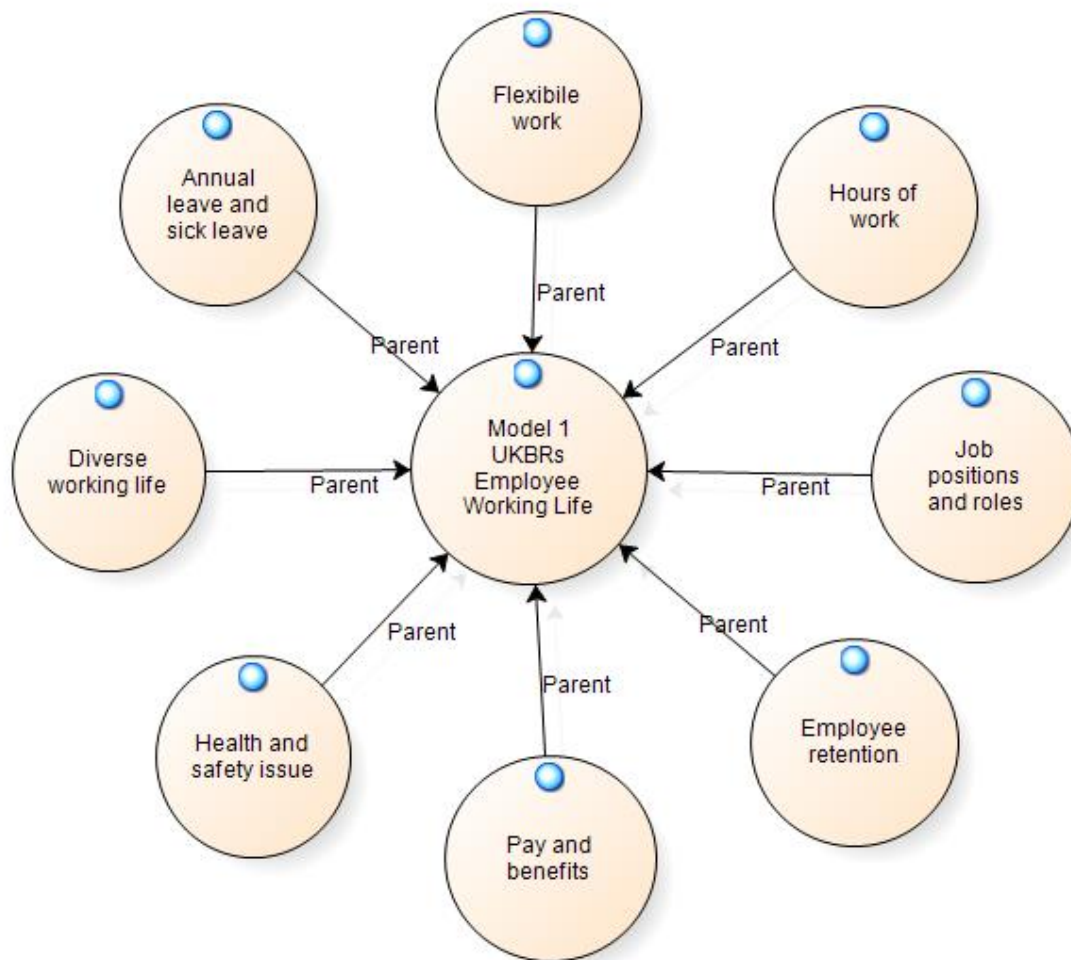 Flexibile
work
Annual
leave and
sick leave
Hours of
work
Parent
Parent
Parent
Diverse
working life
Parent
Model 1
UKBRs
Employee
Working Life
Parent
Job
positions
and roles
Parent
Parent
Parent
Health and
safety issue
Pay and
benefits
Employee
retention